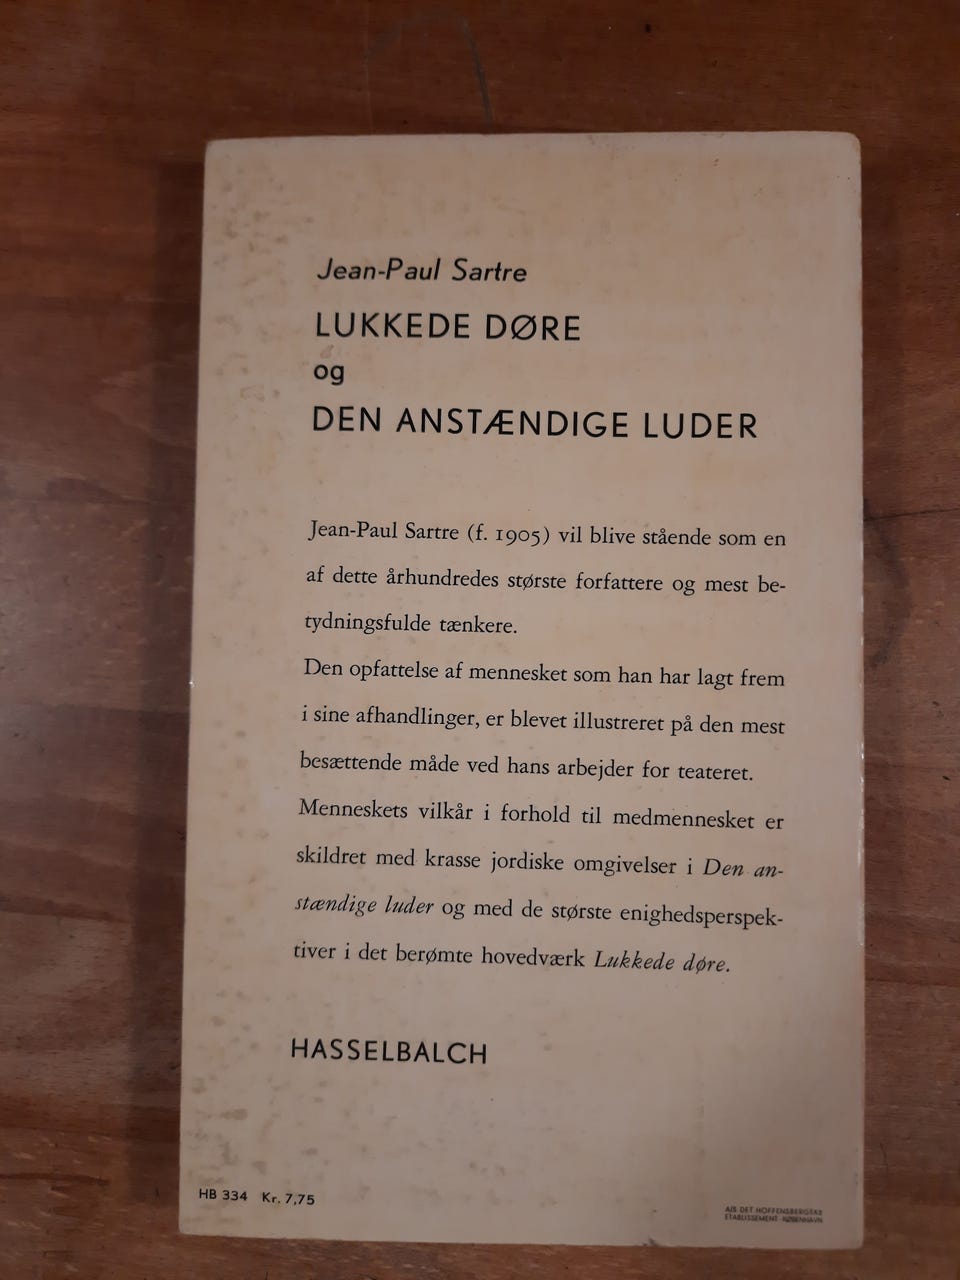 Jean-Paul Sartre
LUKKEDE DØRE
og
DEN ANSTÆNDIGE LUDER
Jean-Paul Sartre (f. 1905) vil blive stående som en
af dette århundredes største forfattere og mest be-
tydningsfulde tænkere.
Den opfattelse af mennesket som han har lagt frem
i sine afhandlinger, er blevet illustreret på den mest
besættende måde ved hans arbejder for teateret.
Menneskets vilkår i forhold til medmennesket er
skildret med krasse jordiske omgivelser i Den an-
stændige luder og med de største enighedsperspek-
tiver i det berømte hovedværk Lukkede døre.
HASSELBALCH
HB 334 Kr. 7,75
A/S DET HOFFENSBERGSKE
ETABLISSEMENT · KØBENHAVN